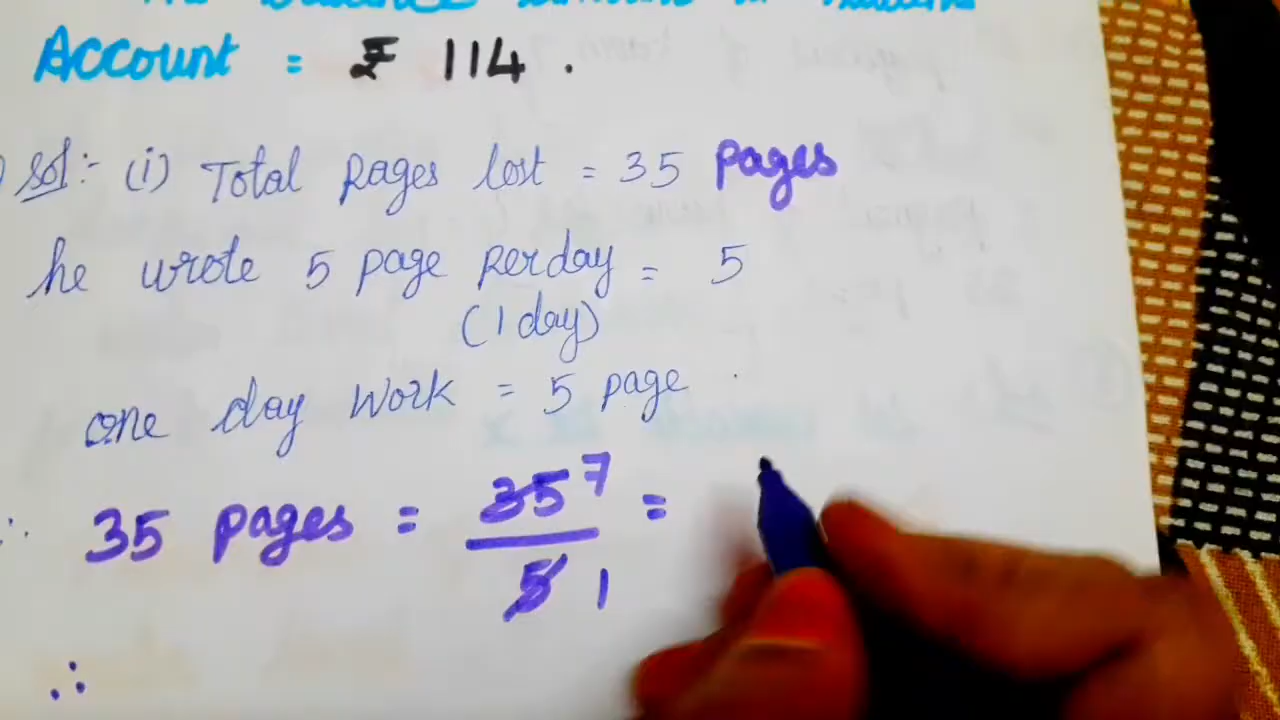 Account = ₹ 114 .
Sol:- (i) Total Pages lost = 35 pages
he wrote 5 page Perday = 5
(1 day)
one day work = 5 page
∴ 35 pages = 35 7 / 5 1 =
∴